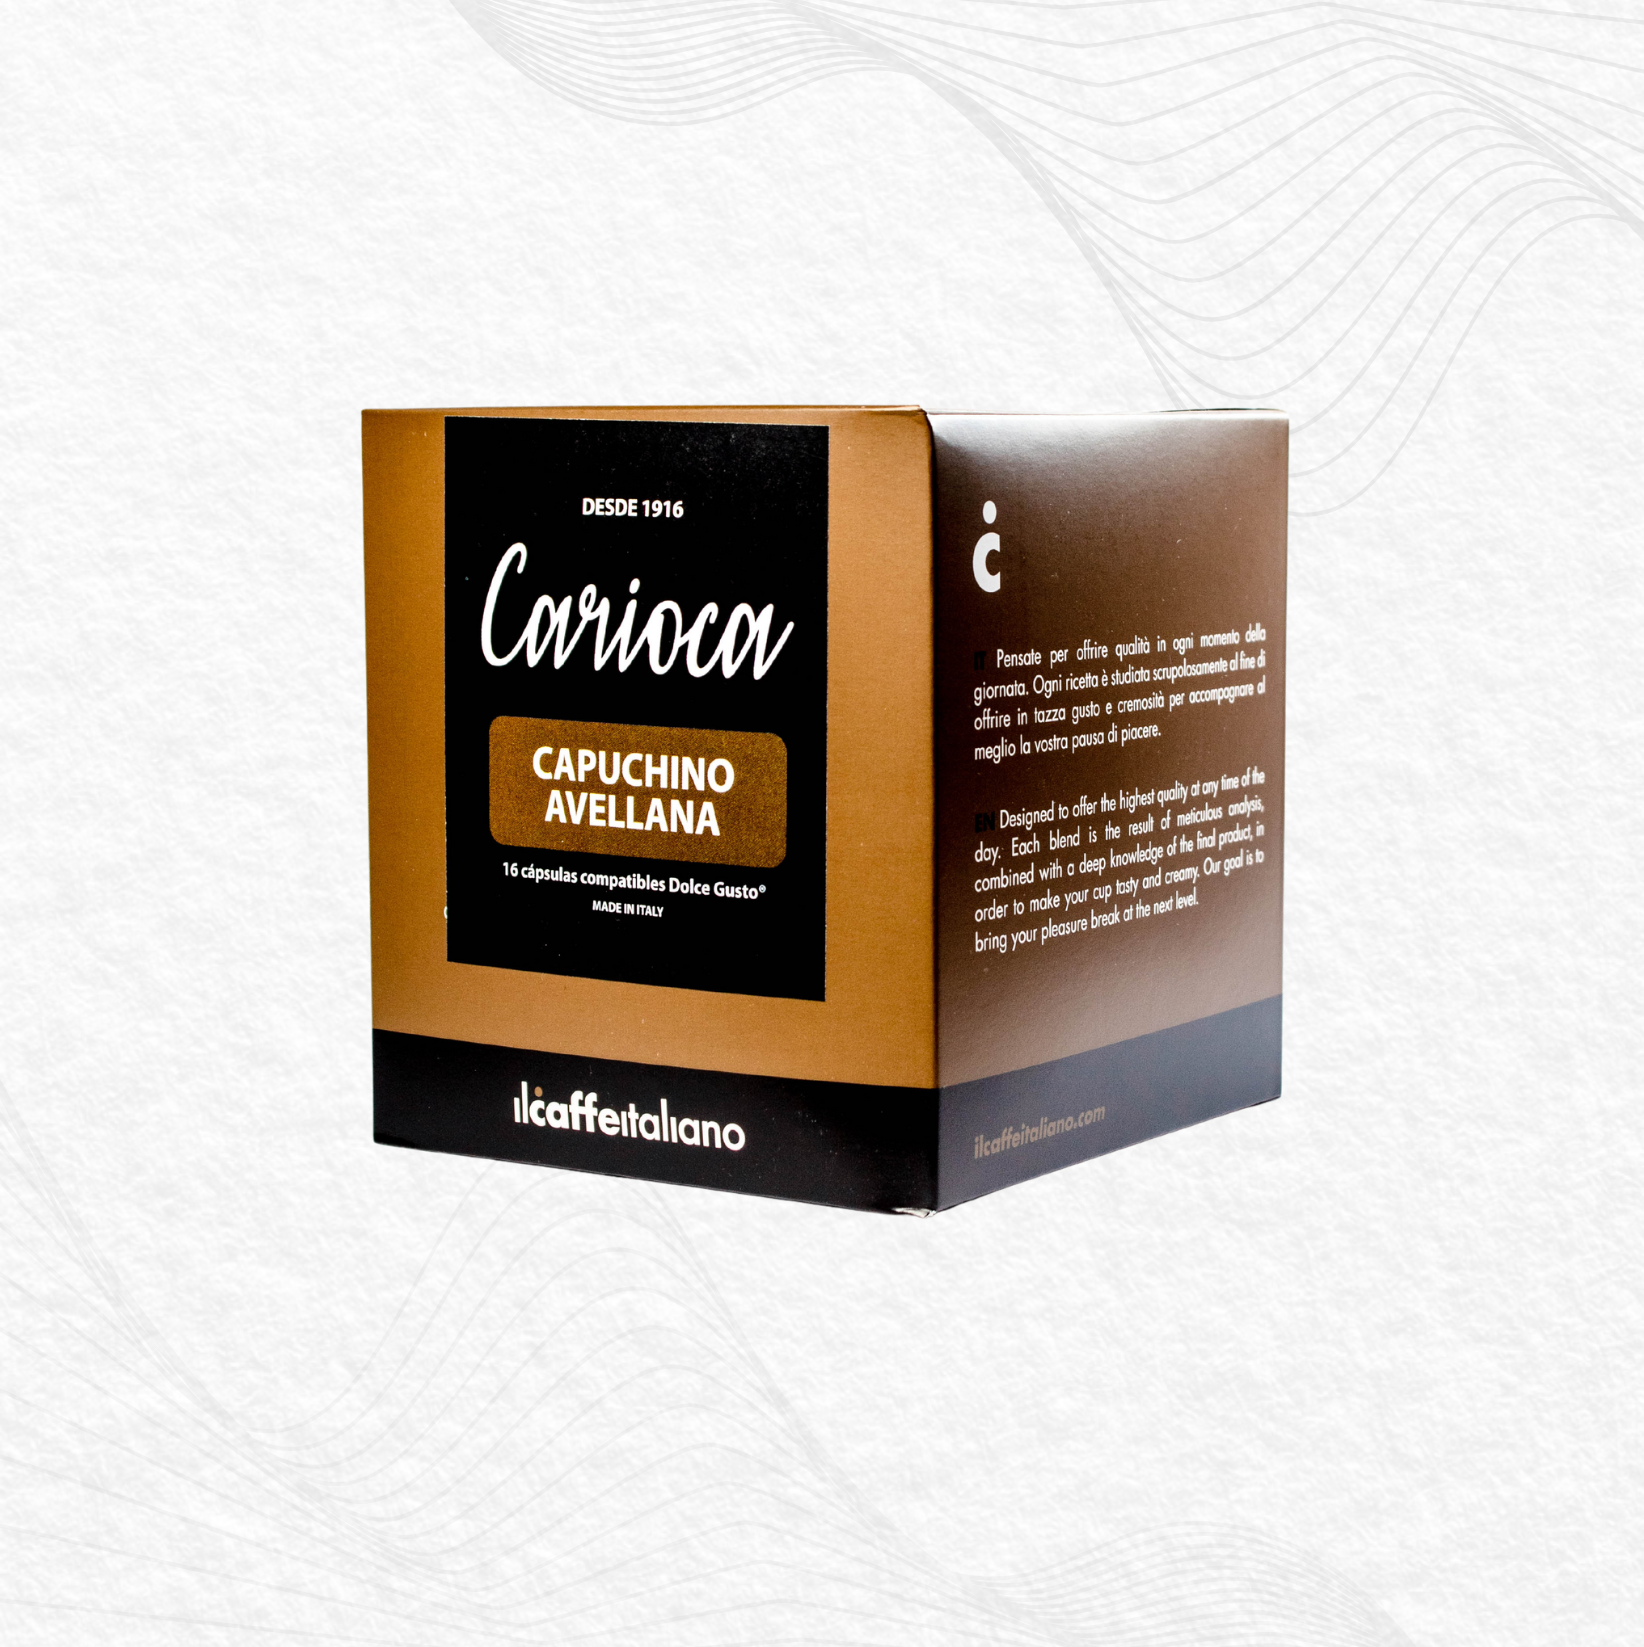 DESDE 1916
Carioca
CAPUCHINO
AVELLANA
16 cápsulas compatibles Dolce Gusto®
MADE IN ITALY
ilcaffeitaliano
IT Pensate per offrire qualità in ogni momento della
giornata. Ogni ricetta è studiata scrupolosamente al fine di
offrire in tazza gusto e cremosità per accompagnare al
meglio la vostra pausa di piacere.
EN Designed to offer the highest quality at any time of the
day. Each blend is the result of meticulous analysis,
combined with a deep knowledge of the final product, in
order to make your cup tasty and creamy. Our goal is to
bring your pleasure break at the next level.
ilcaffeitaliano.com